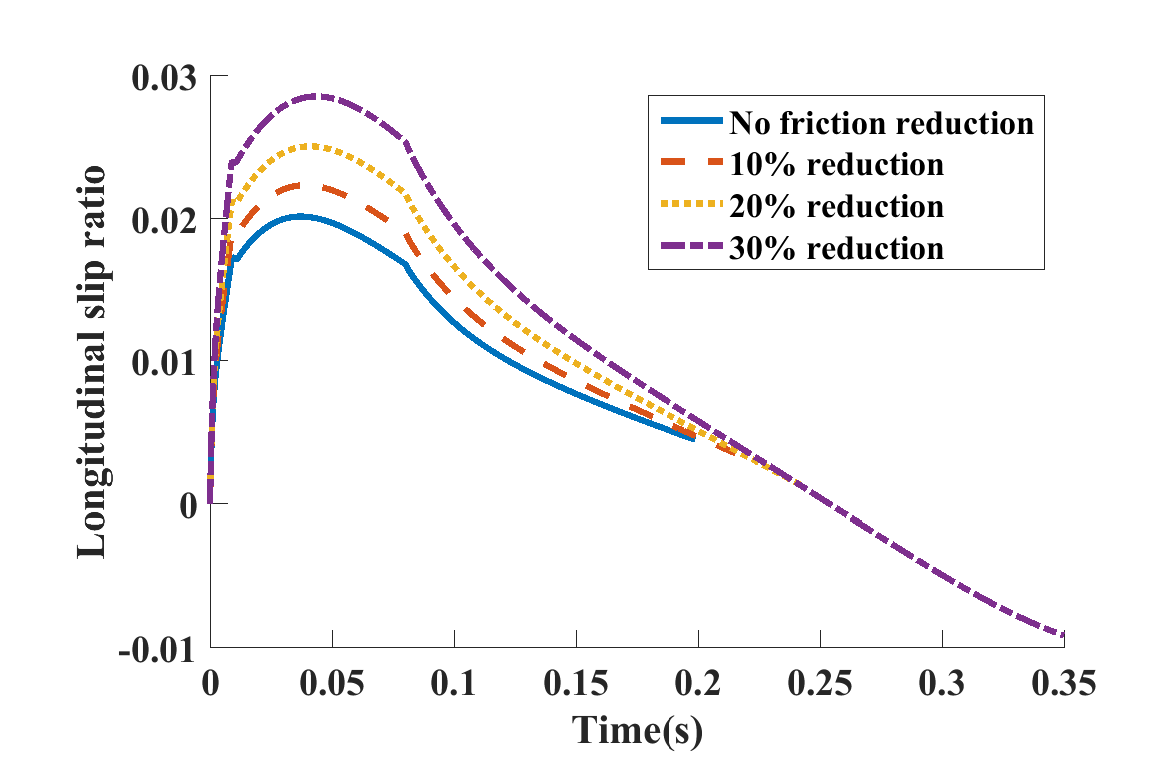 0.03
0.02
0.01
0
-0.01
Longitudinal slip ratio
No friction reduction
10% reduction
20% reduction
30% reduction
0 0.05 0.1 0.15 0.2 0.25 0.3 0.35
Time(s)